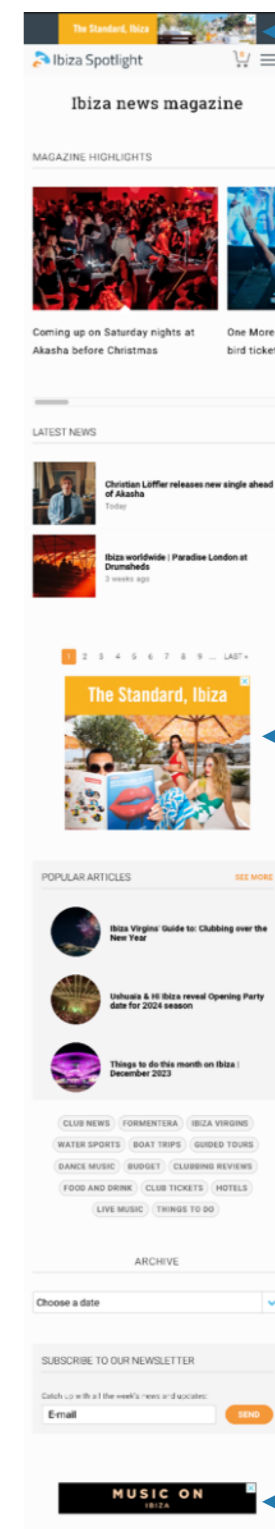 The Standard, Ibiza
Ibiza Spotlight
Ibiza news magazine
MAGAZINE HIGHLIGHTS
Coming up on Saturday nights at
Akasha before Christmas
One More
bird ticket
LATEST NEWS
Christian Löffler releases new single ahead
of Akasha
Today
Ibiza worldwide | Paradise London at
Drumsheds
3 weeks ago
1 2 3 4 5 6 7 8 9 ... LAST »
The Standard, Ibiza
POPULAR ARTICLES
SEE MORE
Ibiza Virgins' Guide to: Clubbing over the
New Year
Ushuaïa & Hï Ibiza reveal Opening Party
date for 2024 season
Things to do this month on Ibiza |
December 2023
CLUB NEWS FORMENTERA IBIZA VIRGINS
WATER SPORTS BOAT TRIPS GUIDED TOURS
DANCE MUSIC BUDGET CLUBBING REVIEWS
FOOD AND DRINK CLUB TICKETS HOTELS
LIVE MUSIC THINGS TO DO
ARCHIVE
Choose a date
SUBSCRIBE TO OUR NEWSLETTER
Catch up with all the week's news and updates:
E-mail
SEND
MUSIC ON
IBIZA